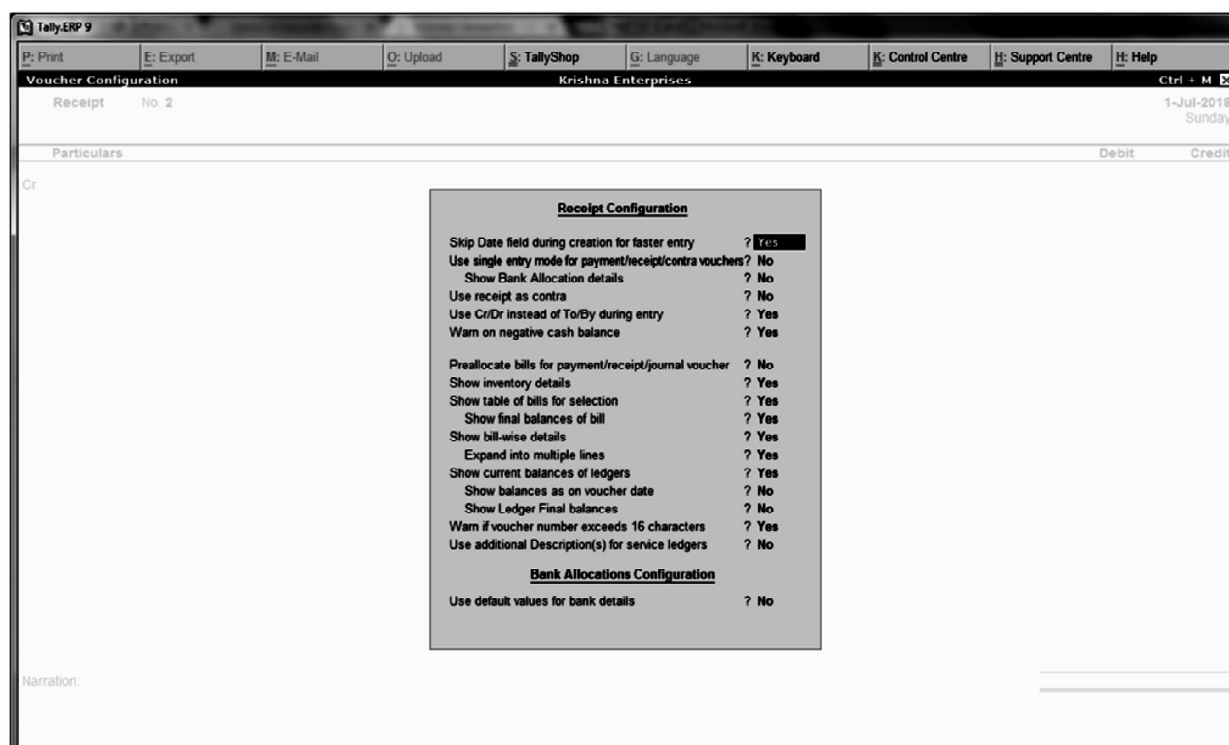 Tally.ERP 9
P: Print E: Export M: E-Mail O: Upload S: TallyShop G: Language K: Keyboard K: Control Centre H: Support Centre H: Help
Voucher Configuration Krishna Enterprises Ctrl + M X
Receipt No. 2 1-Jul-2018
Sunday
Particulars Debit Credit
Cr
Receipt Configuration
Skip Date field during creation for faster entry ? Yes
Use single entry mode for payment/receipt/contra vouchers? No
Show Bank Allocation details ? No
Use receipt as contra ? No
Use Cr/Dr instead of To/By during entry ? Yes
Warn on negative cash balance ? Yes
Preallocate bills for payment/receipt/journal voucher ? No
Show inventory details ? Yes
Show table of bills for selection ? Yes
Show final balances of bill ? Yes
Show bill-wise details ? Yes
Expand into multiple lines ? Yes
Show current balances of ledgers ? Yes
Show balances as on voucher date ? No
Show Ledger Final balances ? No
Warn if voucher number exceeds 16 characters ? Yes
Use additional Description(s) for service ledgers ? No
Bank Allocations Configuration
Use default values for bank details ? No
Narration: